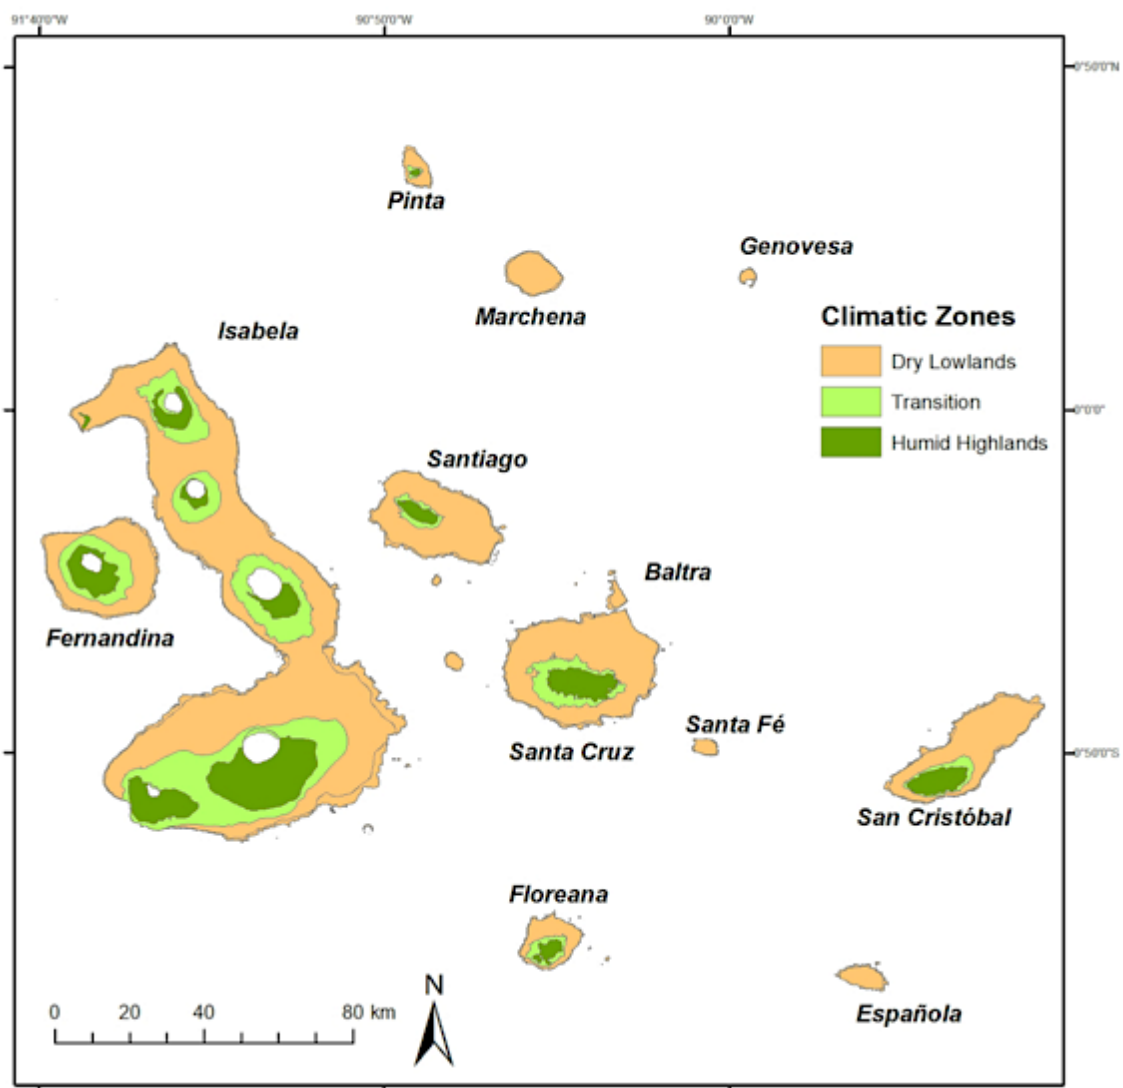 91°40'0"W
90°50'0"W
90°0'0"W
0°50'0"N
Pinta
Genovesa
Marchena
Climatic Zones
Isabela
Dry Lowlands
Transition
0°0'0"
Humid Highlands
Santiago
Baltra
Fernandina
Santa Fé
Santa Cruz
0°50'0"S
San Cristóbal
Floreana
N
0 20 40 80 km
Española